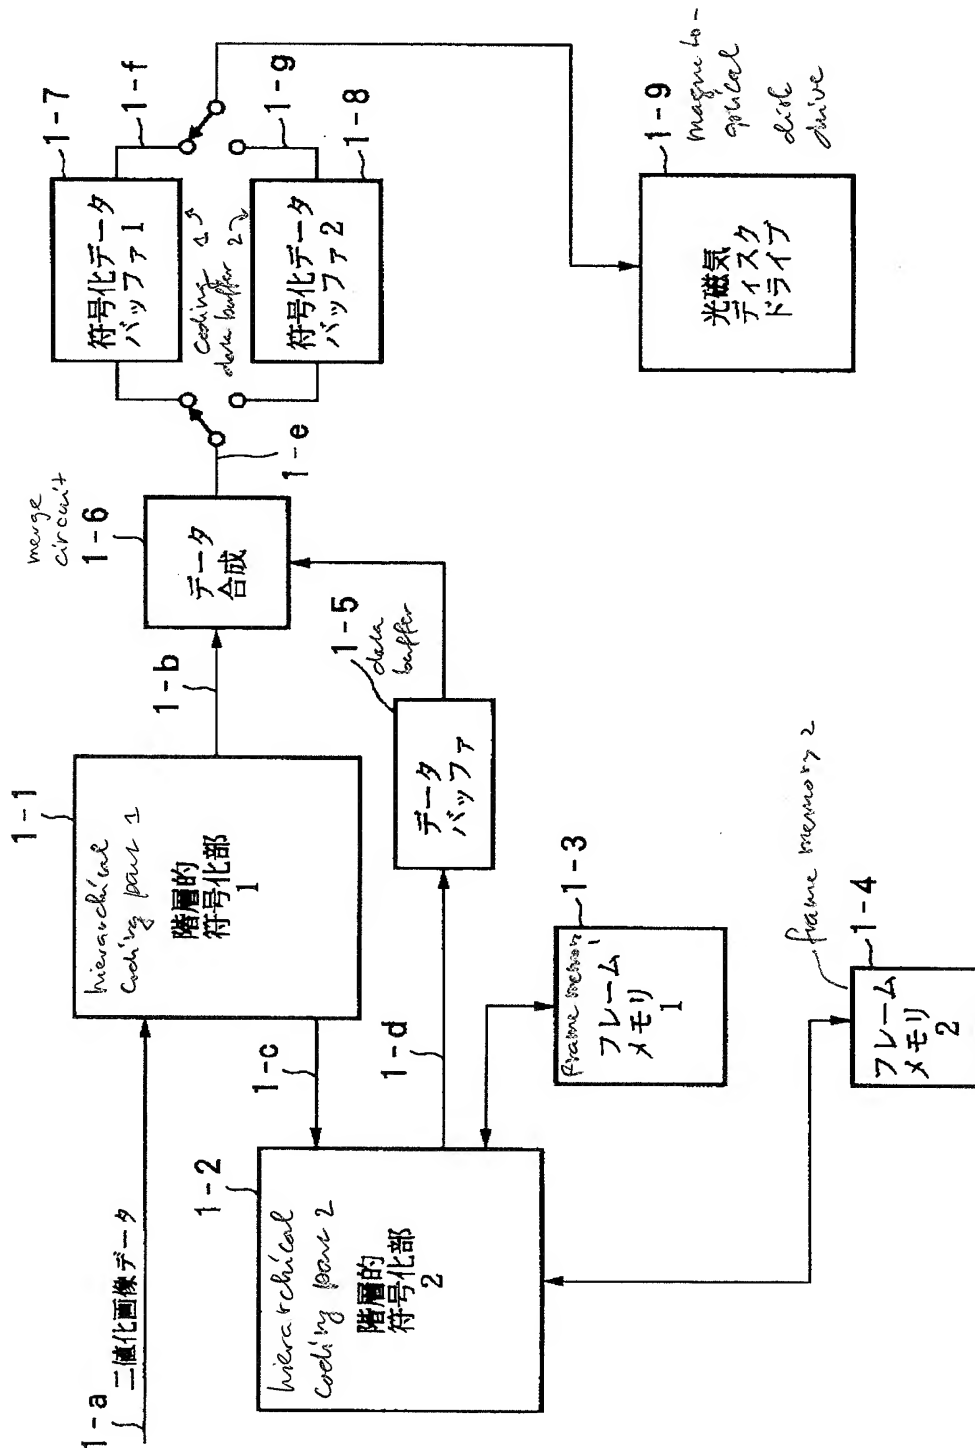 1-a
二値化画像データ
1-1
hierarchical
coding part 1
階層的
符号化部
1
1-b
merge
circuit
1-6
データ
合成
1-e
1-7
符号化データ
バッファ1
1-f
coding 1
data buffer 2
符号化データ
バッファ2
1-g
1-8
1-c
1-2
hierarchical
coding part 2
階層的
符号化部
2
1-d
1-5
data
buffer
データ
バッファ
1-3
frame memory 1
フレーム
メモリ
1
frame memory 2
1-4
フレーム
メモリ
2
1-9
magneto-
optical
disk
drive
光磁気
ディスク
ドライブ